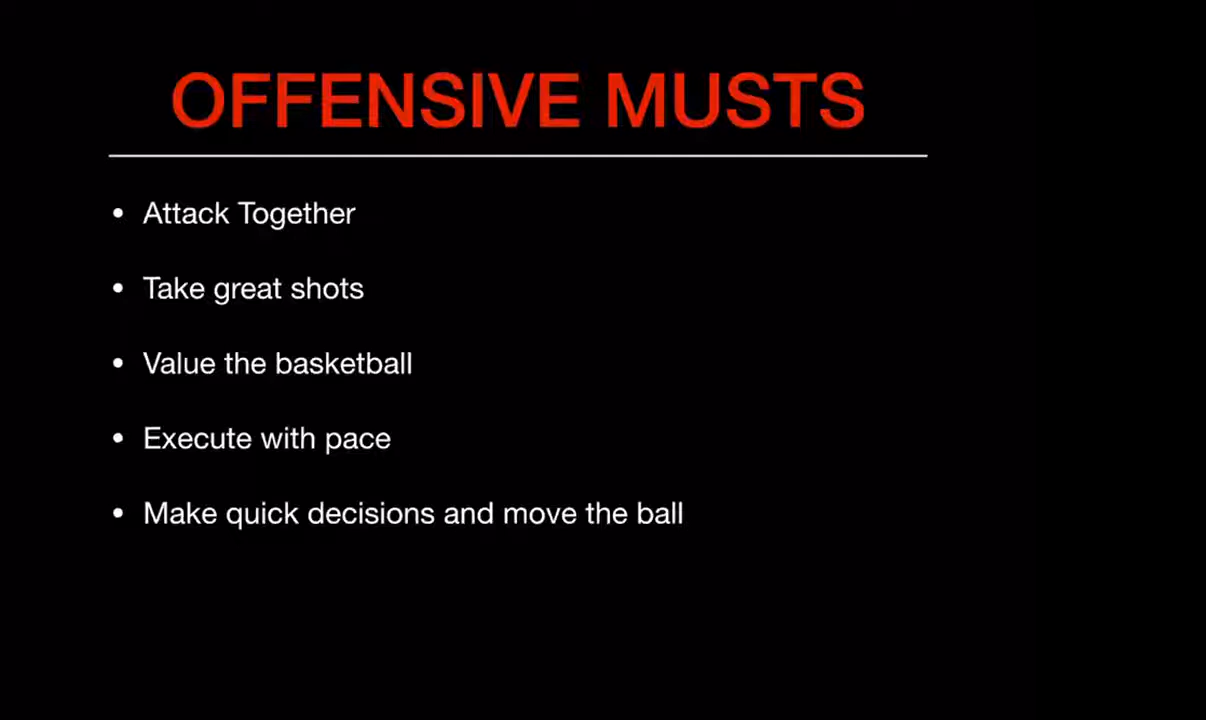 OFFENSIVE MUSTS
• Attack Together
• Take great shots
• Value the basketball
• Execute with pace
• Make quick decisions and move the ball